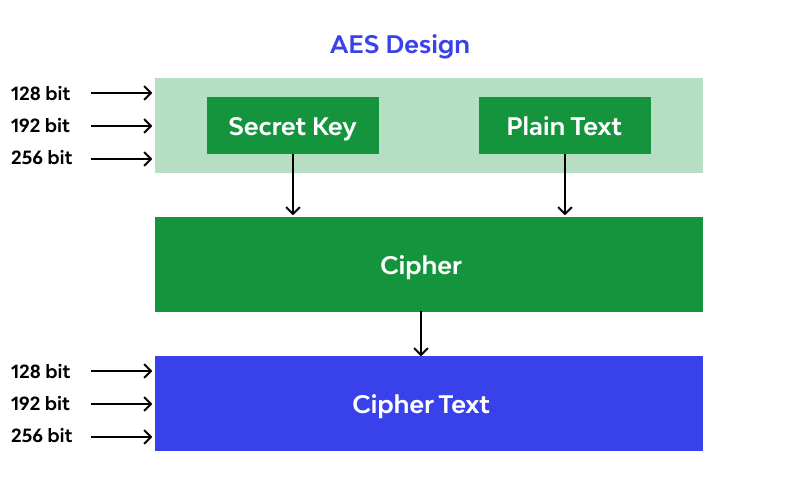 AES Design
128 bit
192 bit
256 bit
Secret Key
Plain Text
Cipher
128 bit
192 bit
256 bit
Cipher Text